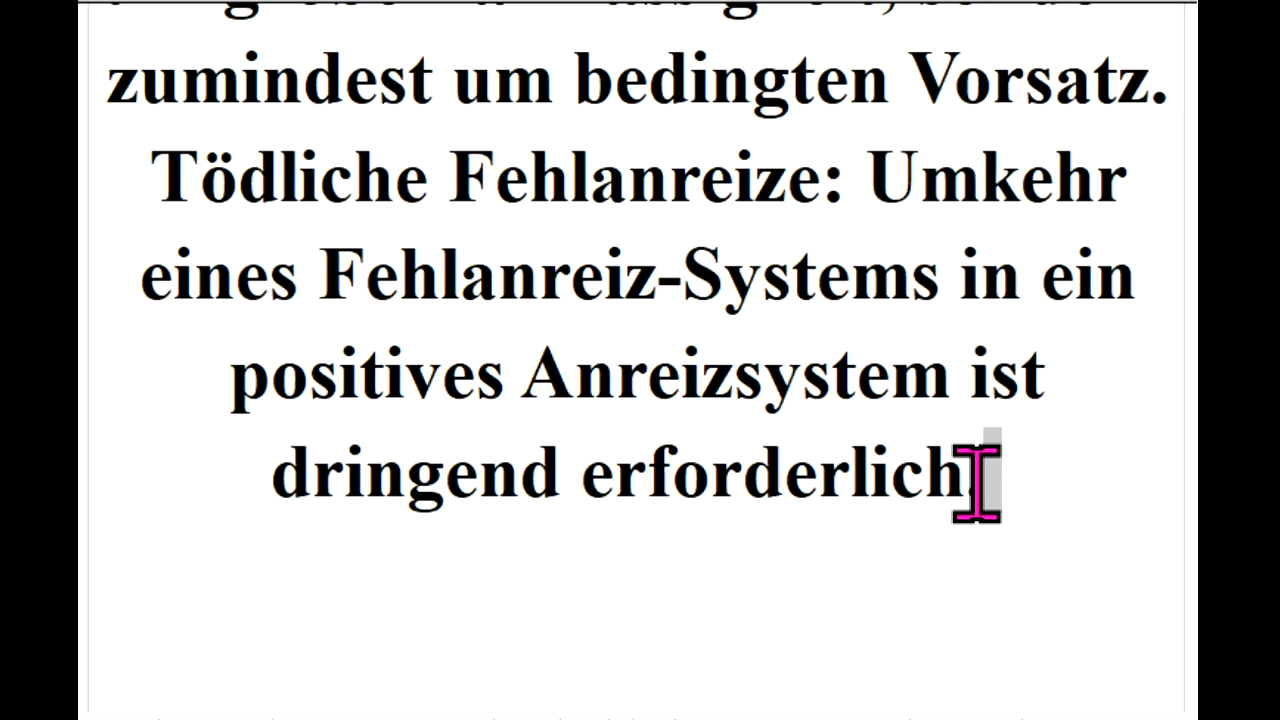 zumindest um bedingten Vorsatz.
Tödliche Fehlanreize: Umkehr
eines Fehlanreiz-Systems in ein
positives Anreizsystem ist
dringend erforderlich.